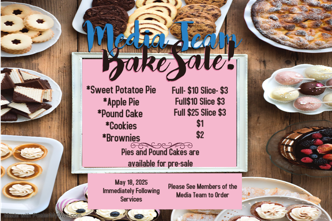 Media Team
Bake Sale!
*Sweet Potatoe Pie Full- $10 Slice- $3
*Apple Pie Full$10 Slice $3
*Pound Cake Full $25 Slice $3
*Cookies $1
*Brownies $2
Pies and Pound Cakes are
available for pre-sale
May 18, 2025
Immediately Following
Services
Please See Members of the
Media Team to Order